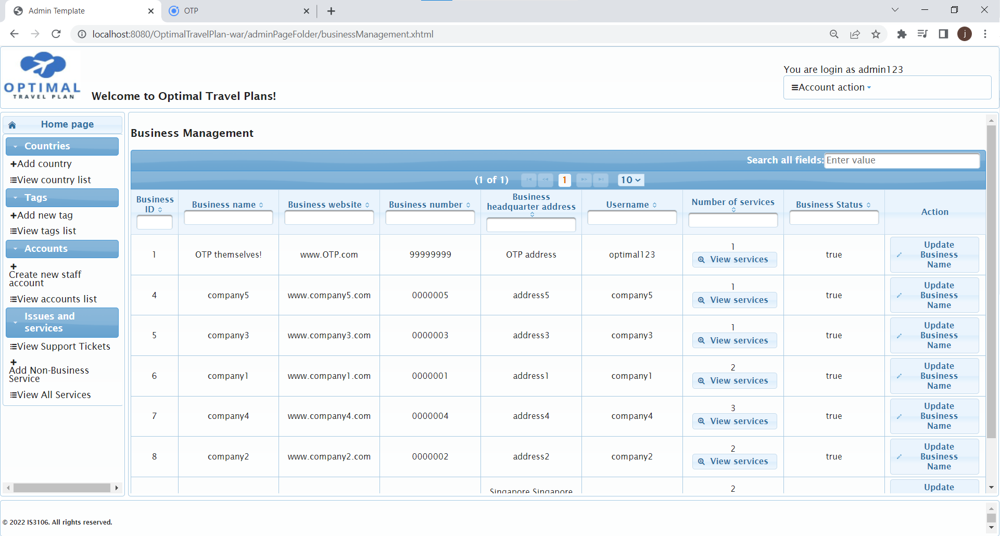 Admin Template
OTP
localhost:8080/OptimalTravelPlan-war/adminPageFolder/businessManagement.xhtml
j
OPTIMAL
TRAVEL PLAN
Welcome to Optimal Travel Plans!
You are login as admin123
Account action
Home page
Countries
Add country
View country list
Tags
Add new tag
View tags list
Accounts
Create new staff
account
View accounts list
Issues and
services
View Support Tickets
Add Non-Business
Service
View All Services
Business Management
Search all fields: Enter value
(1 of 1) 1 10
Business
ID
Business name
Business website
Business number
Business
headquarter address
Username
Number of services
Business Status
Action
1 OTP themselves! www.OTP.com 99999999 OTP address optimal123 1 true
View services
Update
Business
Name
4 company5 www.company5.com 0000005 address5 company5 1 true
View services
Update
Business
Name
5 company3 www.company3.com 0000003 address3 company3 1 true
View services
Update
Business
Name
6 company1 www.company1.com 0000001 address1 company1 2 true
View services
Update
Business
Name
7 company4 www.company4.com 0000004 address4 company4 3 true
View services
Update
Business
Name
8 company2 www.company2.com 0000002 address2 company2 2 true
View services
Update
Business
Name
Singapore Singapore 2 Update
© 2022 IS3106. All rights reserved.